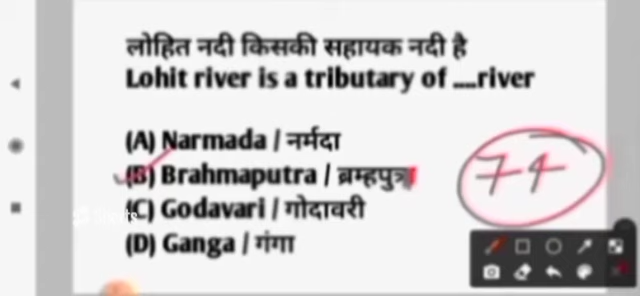 लोहित नदी किसकी सहायक नदी है
Lohit river is a tributary of ....river
(A) Narmada / नर्मदा
(B) Brahmaputra / ब्रम्हपुत्र
(C) Godavari / गोदावरी
(D) Ganga / गंगा
74